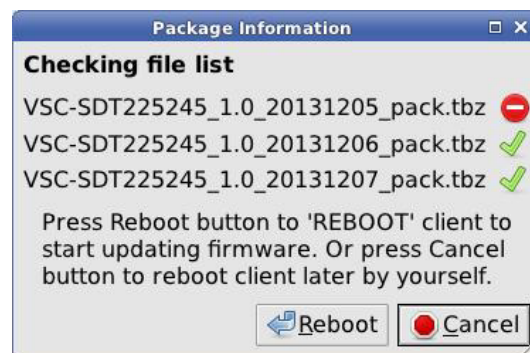 Package Information
Checking file list
VSC-SDT225245_1.0_20131205_pack.tbz
VSC-SDT225245_1.0_20131206_pack.tbz
VSC-SDT225245_1.0_20131207_pack.tbz
Press Reboot button to 'REBOOT' client to
start updating firmware. Or press Cancel
button to reboot client later by yourself.
Reboot Cancel